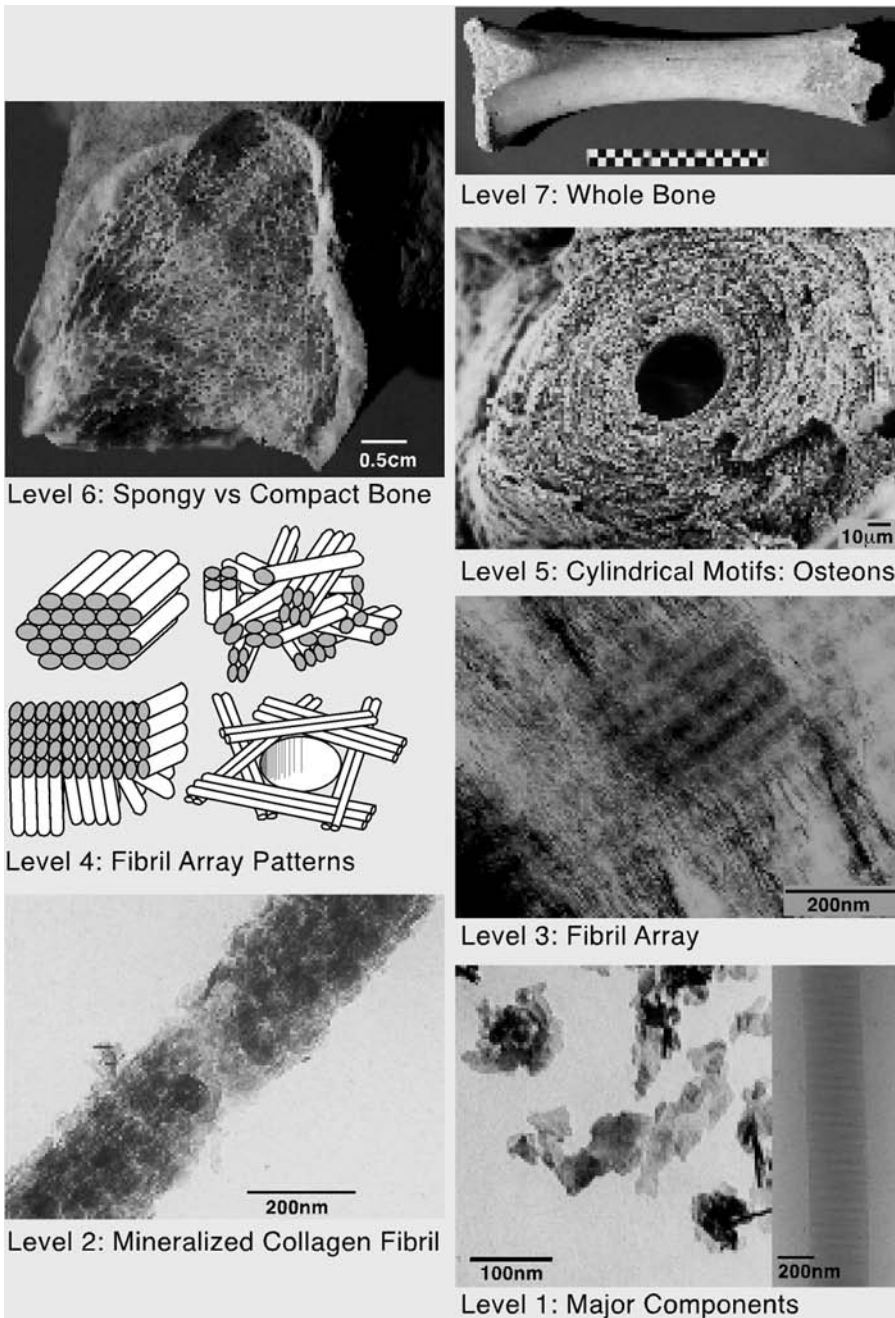 Level 7: Whole Bone
0.5cm
Level 6: Spongy vs Compact Bone
10μm
Level 5: Cylindrical Motifs: Osteons
Level 4: Fibril Array Patterns
200nm
Level 3: Fibril Array
200nm
Level 2: Mineralized Collagen Fibril
100nm
200nm
Level 1: Major Components